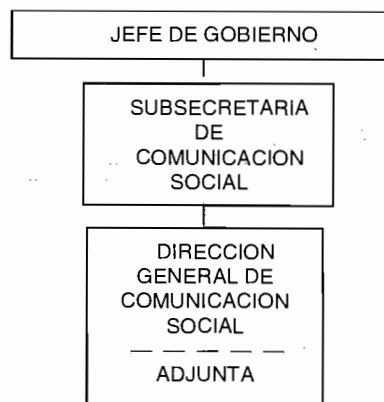 JEFE DE GOBIERNO
SUBSECRETARIA
DE
COMUNICACION
SOCIAL
DIRECCION
GENERAL DE
COMUNICACION
SOCIAL
ADJUNTA